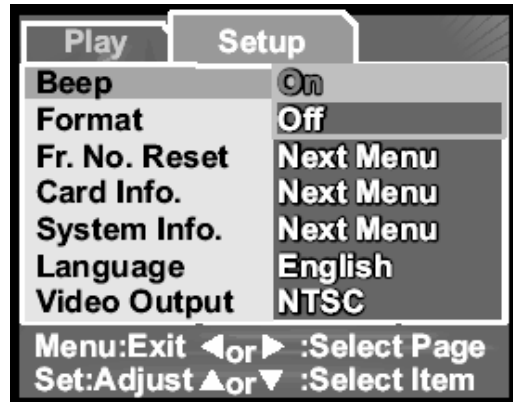 Play Setup
Beep On
Format Off
Fr. No. Reset Next Menu
Card Info. Next Menu
System Info. Next Menu
Language English
Video Output NTSC
Menu:Exit ◀or▶ :Select Page
Set:Adjust▲or▼ :Select Item